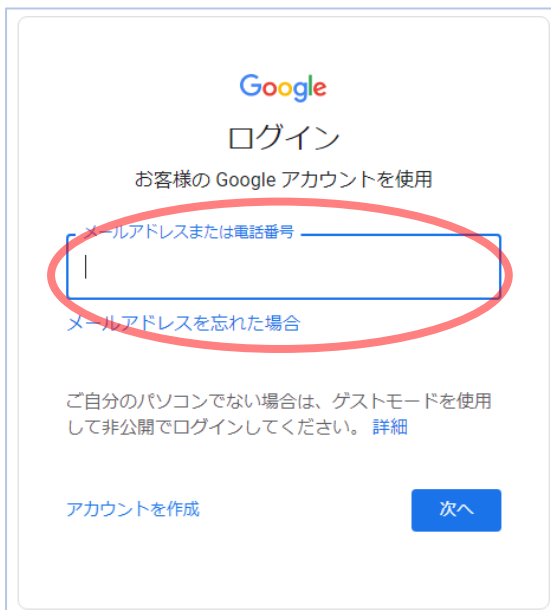 Google
ログイン
お客様の Google アカウントを使用
メールアドレスまたは電話番号
メールアドレスを忘れた場合
ご自分のパソコンでない場合は、ゲストモードを使用
して非公開でログインしてください。 詳細
アカウントを作成
次へ